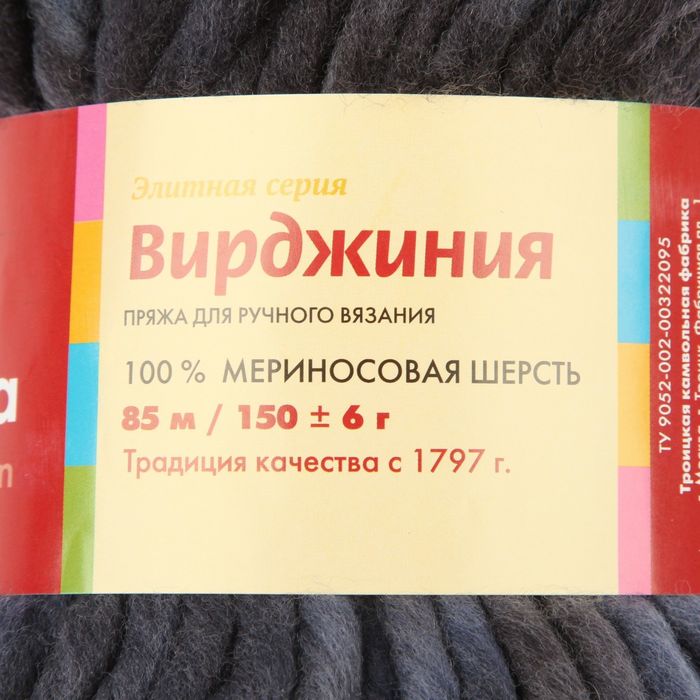 Элитная серия
Вирджиния
ПРЯЖА ДЛЯ РУЧНОГО ВЯЗАНИЯ
100 % МЕРИНОСОВАЯ ШЕРСТЬ
85 м / 150 ± 6 г
Традиция качества с 1797 г.
а
m
ТУ 9052-002-00322095
Троицкая камвольная фабрика